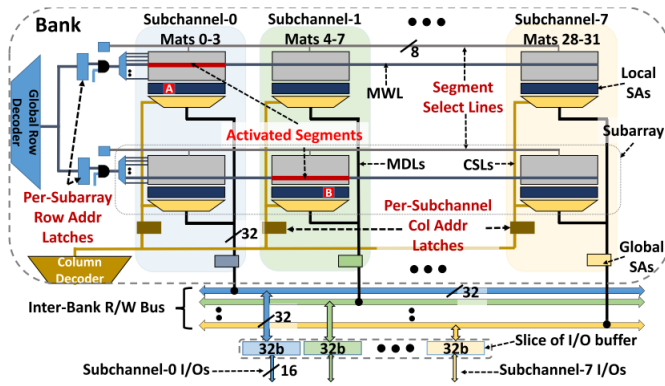 Bank
Subchannel-0
Mats 0-3
Subchannel-1
Mats 4-7
Subchannel-7
Mats 28-31
8
MWL
Segment
Select Lines
Local
SAs
Global Row
Decoder
A
Activated Segments
Subarray
MDLs
CSLs
B
Per-Subarray
Row Addr
Latches
Per-Subchannel
Col Addr
Latches
32
Column
Decoder
Global
SAs
Inter-Bank R/W Bus
32
32
32b
32b
32b
Slice of I/O buffer
Subchannel-0 I/Os
16
Subchannel-7 I/Os